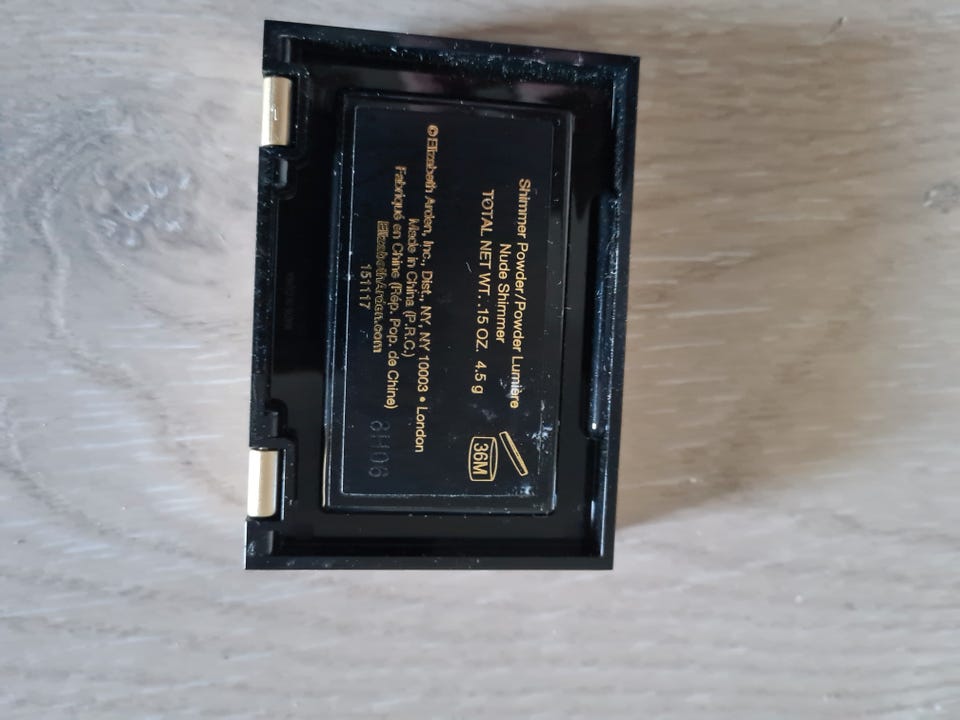 Shimmer Powder/Powder Lumière
Nude Shimmer
TOTAL NET WT. .15 OZ. 4.5 g
36M
©Elizabeth Arden, Inc., Dist., NY, NY 10003 • London
Made in China (P.R.C.)
Fabriqué en Chine (Rép. Pop. de Chine)
ElizabethArden.com
151117